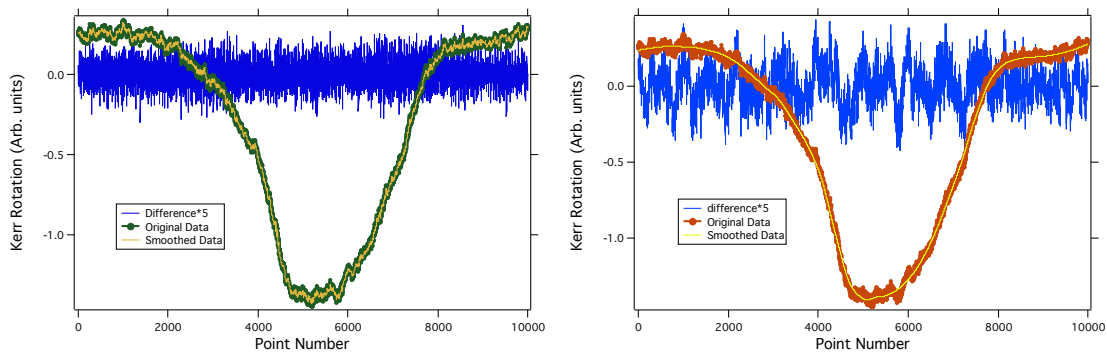 Kerr Rotation (Arb. units)
0.0
-0.5
-1.0
Difference*5
Original Data
Smoothed Data
0
2000
4000
6000
8000
10000
Point Number
Kerr Rotation (Arb. units)
0.0
-0.5
-1.0
difference*5
Original Data
Smoothed Data
0
2000
4000
6000
8000
10000
Point Number